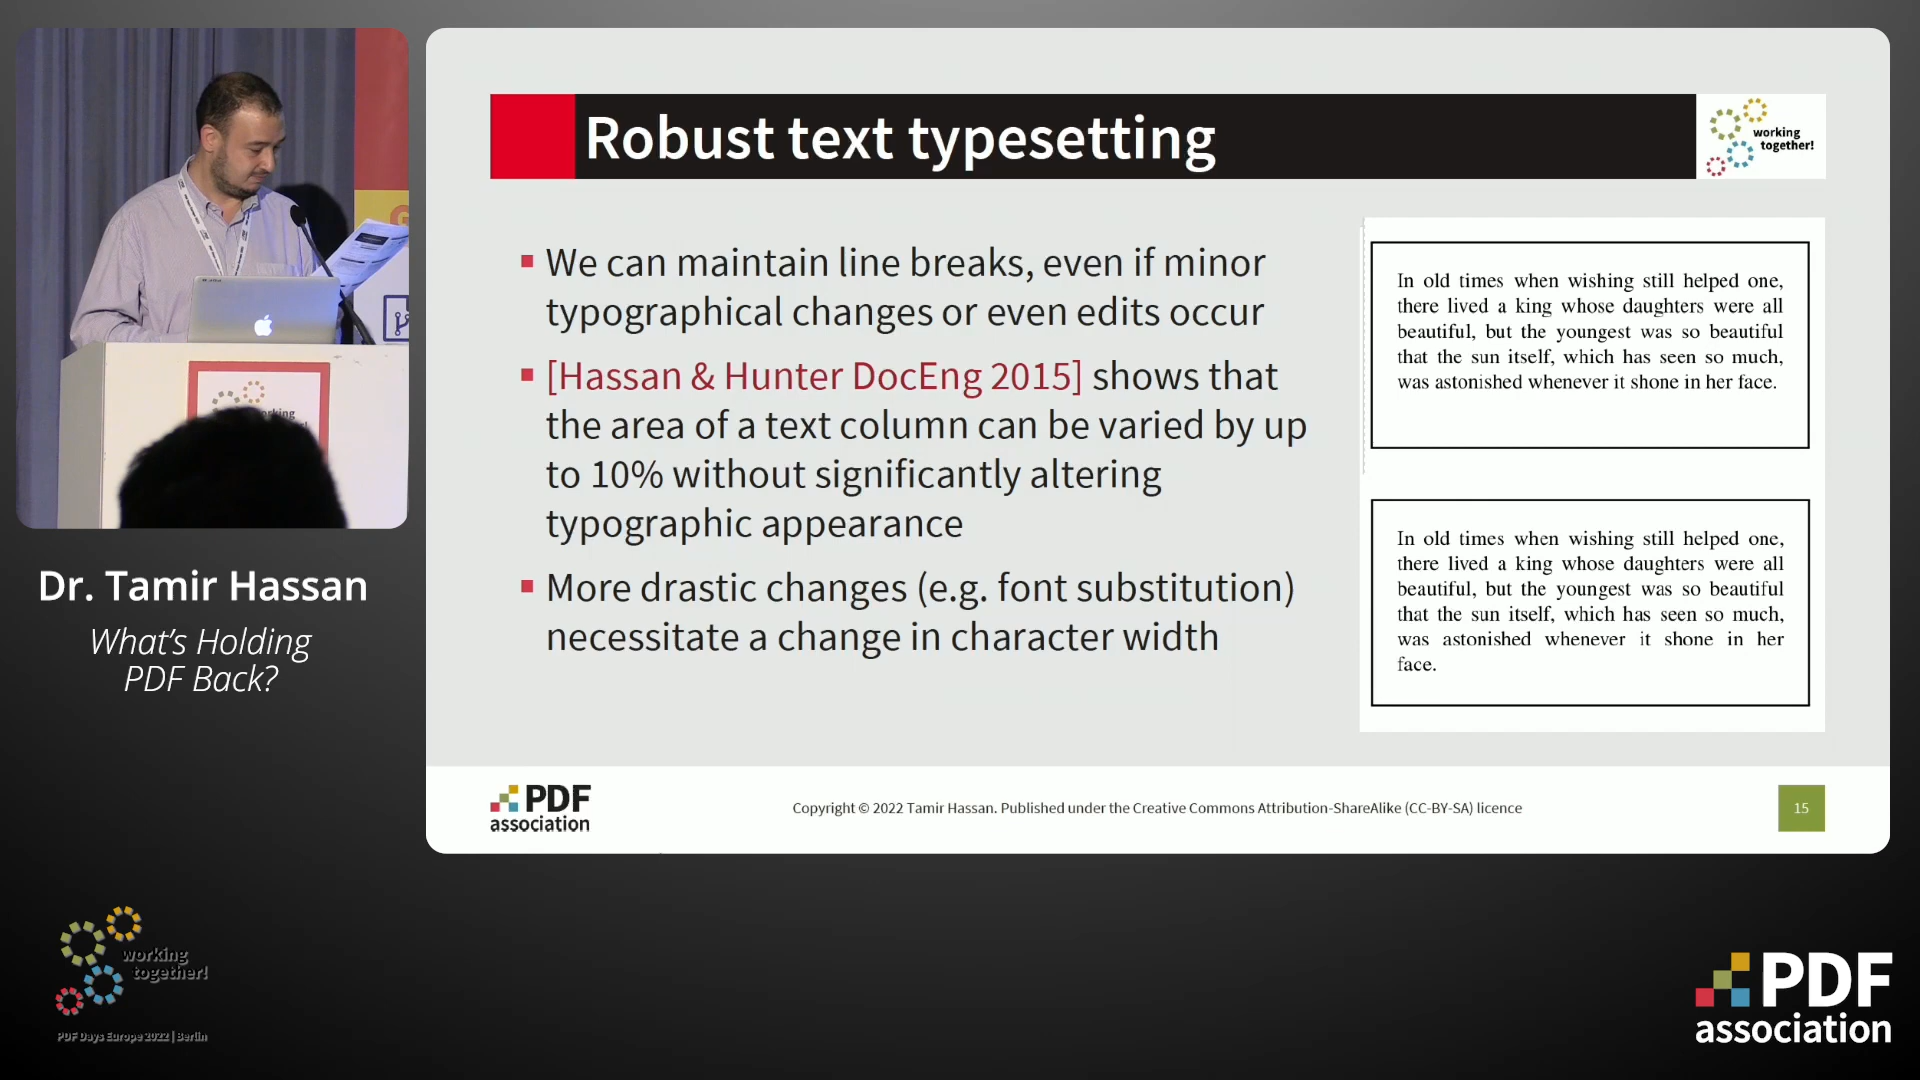 Robust text typesetting
working
together!
We can maintain line breaks, even if minor
typographical changes or even edits occur
[Hassan & Hunter DocEng 2015] shows that
the area of a text column can be varied by up
to 10% without significantly altering
typographic appearance
More drastic changes (e.g. font substitution)
necessitate a change in character width
In old times when wishing still helped one,
there lived a king whose daughters were all
beautiful, but the youngest was so beautiful
that the sun itself, which has seen so much,
was astonished whenever it shone in her face.
In old times when wishing still helped one,
there lived a king whose daughters were all
beautiful, but the youngest was so beautiful
that the sun itself, which has seen so much,
was astonished whenever it shone in her
face.
PDF
association
Copyright © 2022 Tamir Hassan. Published under the Creative Commons Attribution-ShareAlike (CC-BY-SA) licence
15
Dr. Tamir Hassan
What's Holding
PDF Back?
working
together!
PDF Days Europe 2022 | Berlin
PDF
association